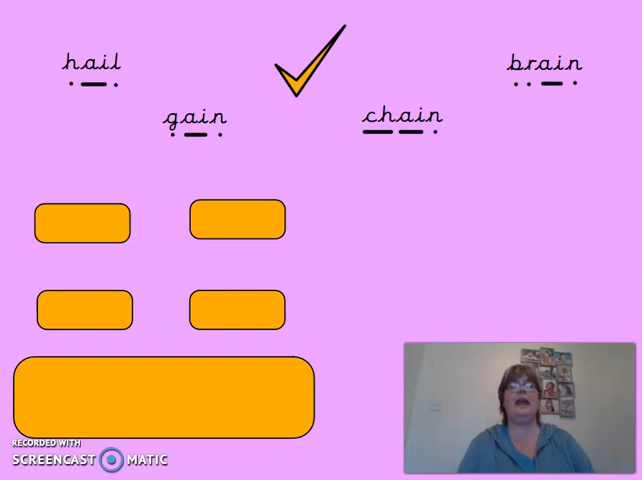 hail
brain
gain
chain
RECORDED WITH
SCREENCAST MATIC